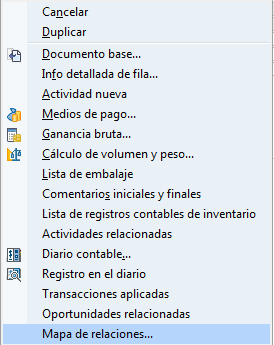 Cancelar
Duplicar
Documento base...
Info detallada de fila...
Actividad nueva
Medios de pago...
Ganancia bruta...
Cálculo de volumen y peso...
Lista de embalaje
Comentarios iniciales y finales
Lista de registros contables de inventario
Actividades relacionadas
Diario contable...
Registro en el diario
Transacciones aplicadas
Oportunidades relacionadas
Mapa de relaciones...